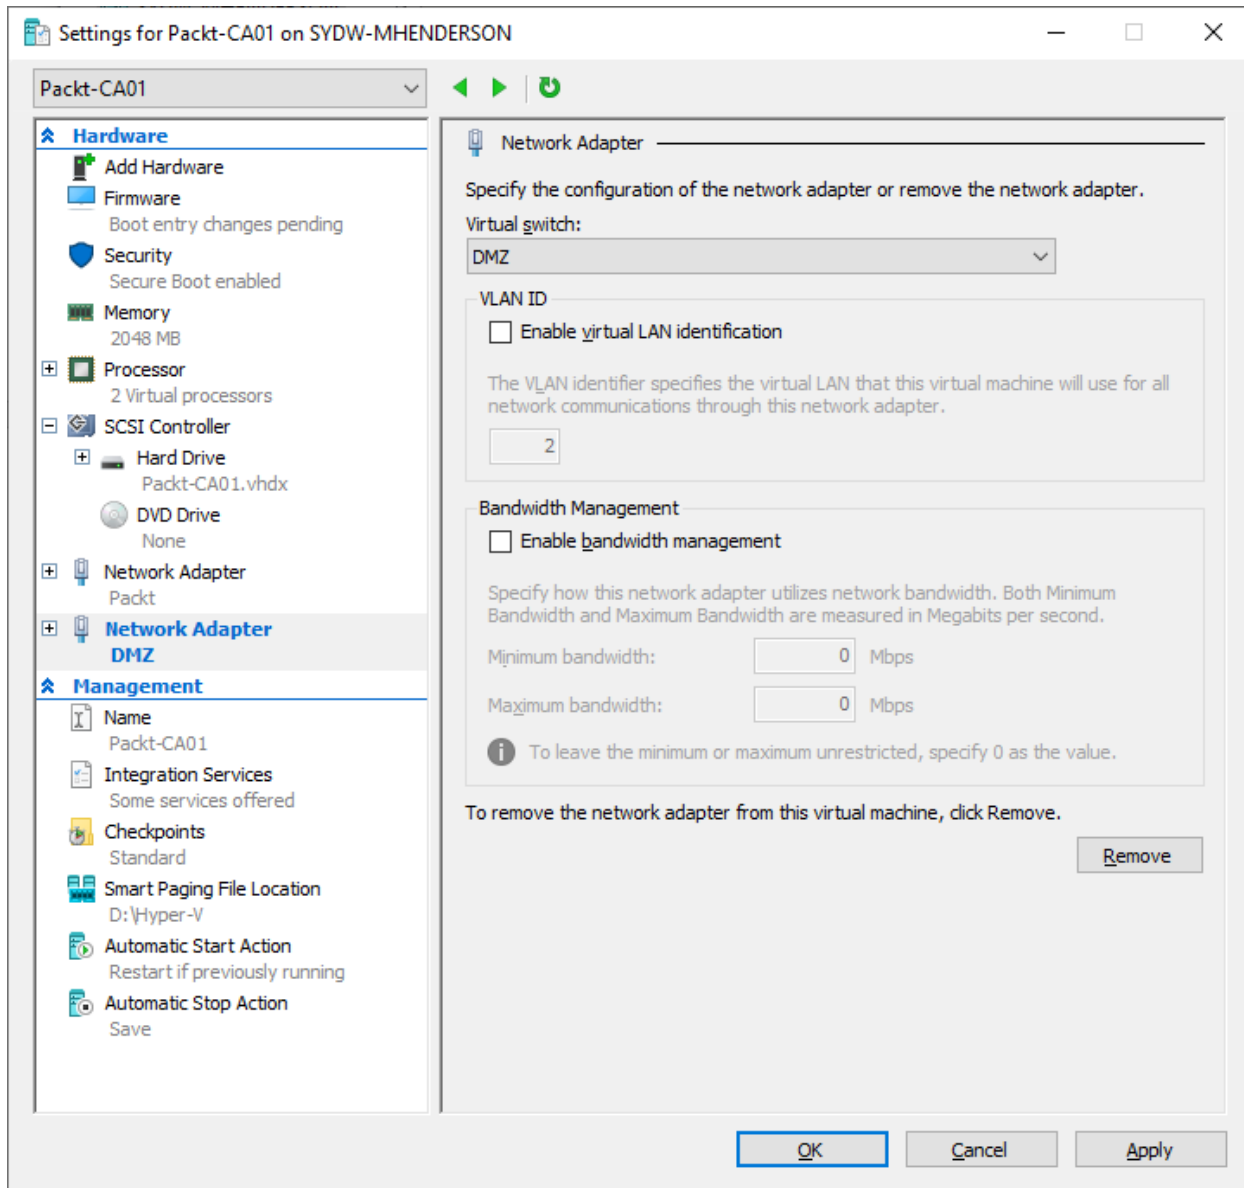 Settings for Packt-CA01 on SYDW-MHENDERSON
Packt-CA01
Hardware
Add Hardware
Firmware
Boot entry changes pending
Security
Secure Boot enabled
Memory
2048 MB
Processor
2 Virtual processors
SCSI Controller
Hard Drive
Packt-CA01.vhdx
DVD Drive
None
Network Adapter
Packt
Network Adapter
DMZ
Management
Name
Packt-CA01
Integration Services
Some services offered
Checkpoints
Standard
Smart Paging File Location
D:\Hyper-V
Automatic Start Action
Restart if previously running
Automatic Stop Action
Save
Network Adapter
Specify the configuration of the network adapter or remove the network adapter.
Virtual switch:
DMZ
VLAN ID
Enable virtual LAN identification
The VLAN identifier specifies the virtual LAN that this virtual machine will use for all
network communications through this network adapter.
2
Bandwidth Management
Enable bandwidth management
Specify how this network adapter utilizes network bandwidth. Both Minimum
Bandwidth and Maximum Bandwidth are measured in Megabits per second.
Minimum bandwidth: 0 Mbps
Maximum bandwidth: 0 Mbps
To leave the minimum or maximum unrestricted, specify 0 as the value.
To remove the network adapter from this virtual machine, click Remove.
Remove
OK Cancel Apply